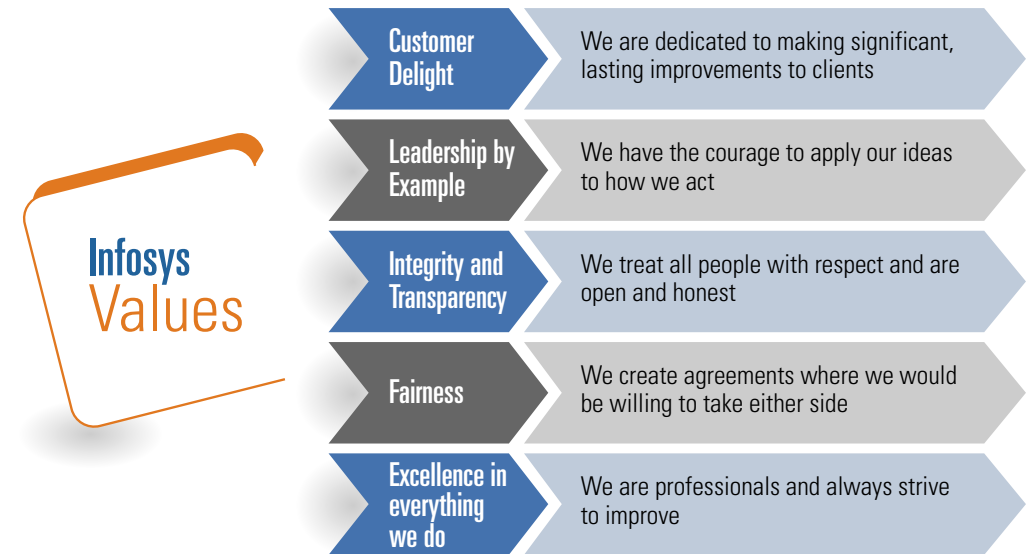 Infosys
Values
Customer
Delight
We are dedicated to making significant,
lasting improvements to clients
Leadership by
Example
We have the courage to apply our ideas
to how we act
Integrity and
Transparency
We treat all people with respect and are
open and honest
Fairness
We create agreements where we would
be willing to take either side
Excellence in
everything
we do
We are professionals and always strive
to improve